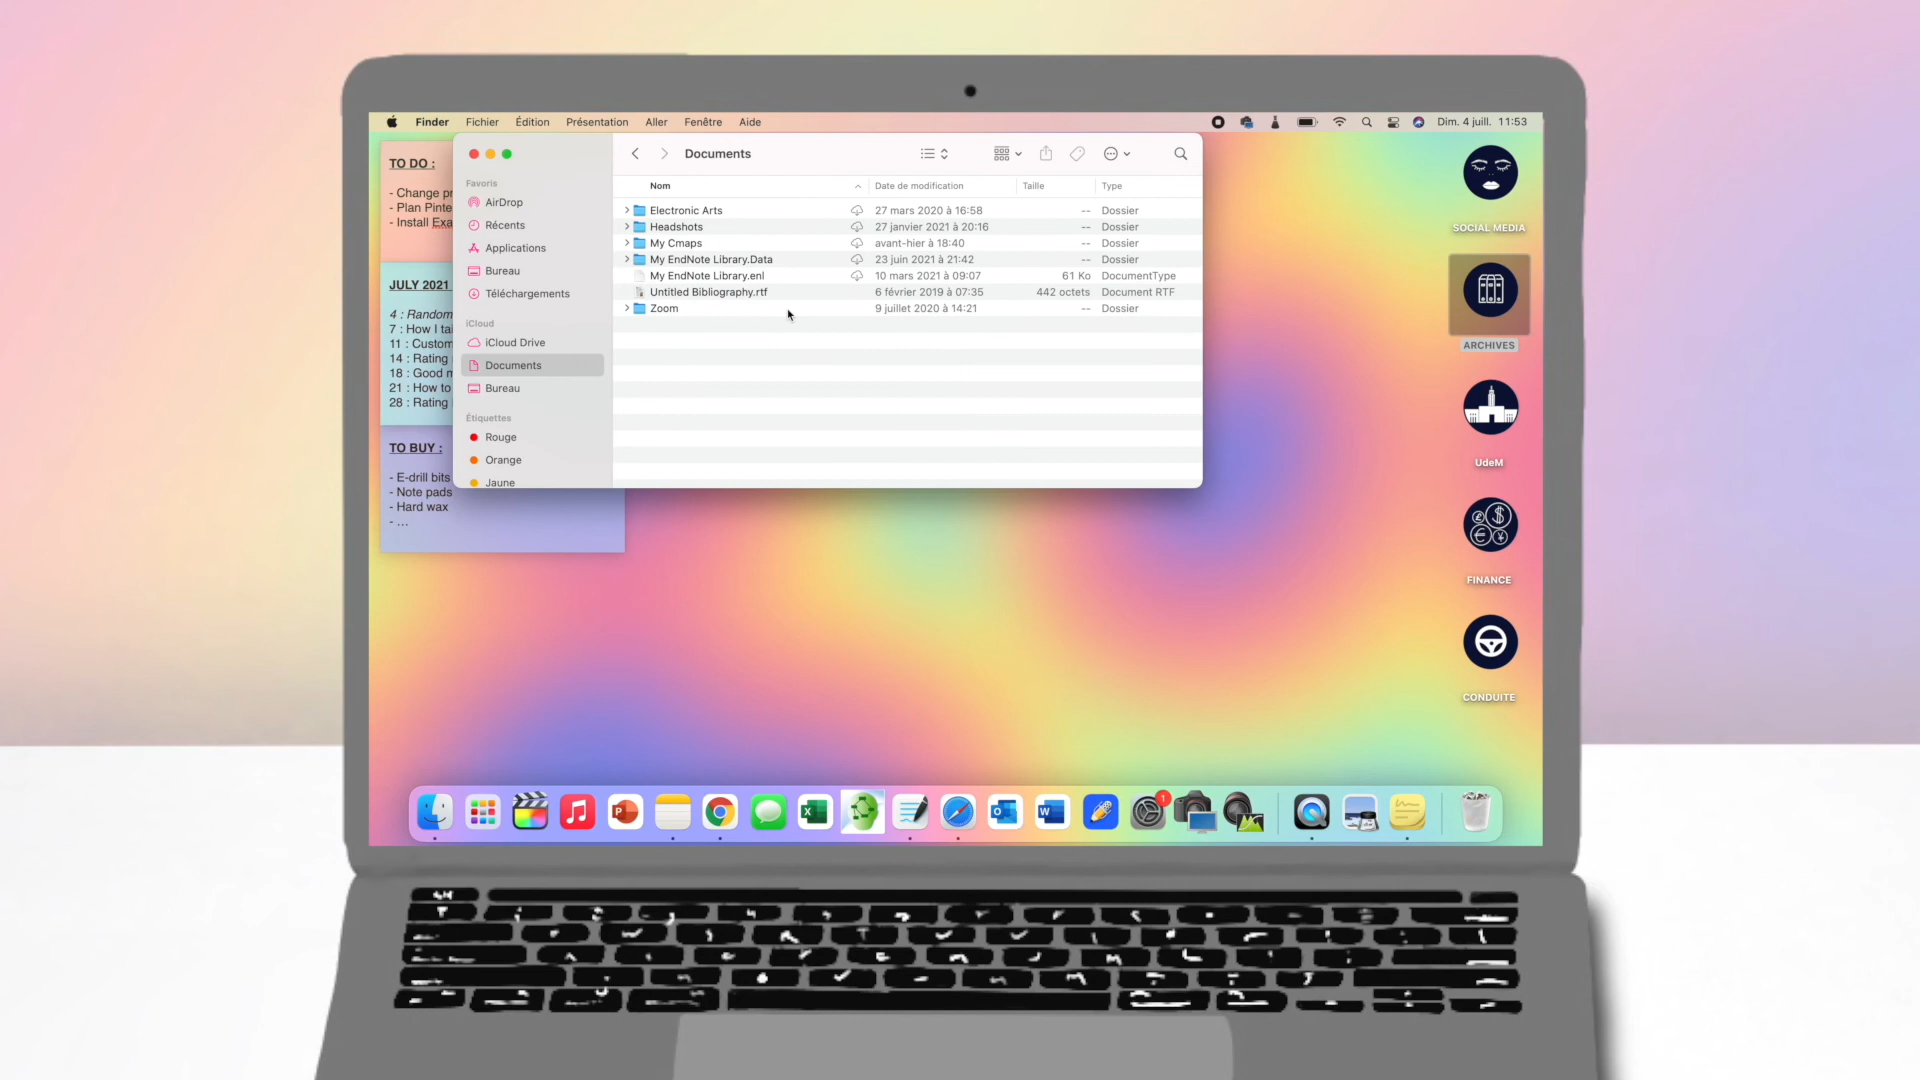 Finder Fichier Édition Présentation Aller Fenêtre Aide
Dim. 4 juill. 11:53
TO DO :
- Change pr
- Plan Pinte
- Install Exa
JULY 2021
4 : Random
7 : How I ta
11 : Custom
14 : Rating
18 : Good m
21 : How to
28 : Rating
TO BUY :
- E-drill bits
- Note pads
- Hard wax
- ...
Favoris
AirDrop
Récents
Applications
Bureau
Téléchargements
iCloud
iCloud Drive
Documents
Bureau
Étiquettes
Rouge
Orange
Jaune
Documents
Nom Date de modification Taille Type
Electronic Arts 27 mars 2020 à 16:58 -- Dossier
Headshots 27 janvier 2021 à 20:16 -- Dossier
My Cmaps avant-hier à 18:40 -- Dossier
My EndNote Library.Data 23 juin 2021 à 21:42 -- Dossier
My EndNote Library.enl 10 mars 2021 à 09:07 61 Ko DocumentType
Untitled Bibliography.rtf 6 février 2019 à 07:35 442 octets Document RTF
Zoom 9 juillet 2020 à 14:21 -- Dossier
SOCIAL MEDIA
ARCHIVES
UdeM
FINANCE
CONDUITE
P
X
O
W
1